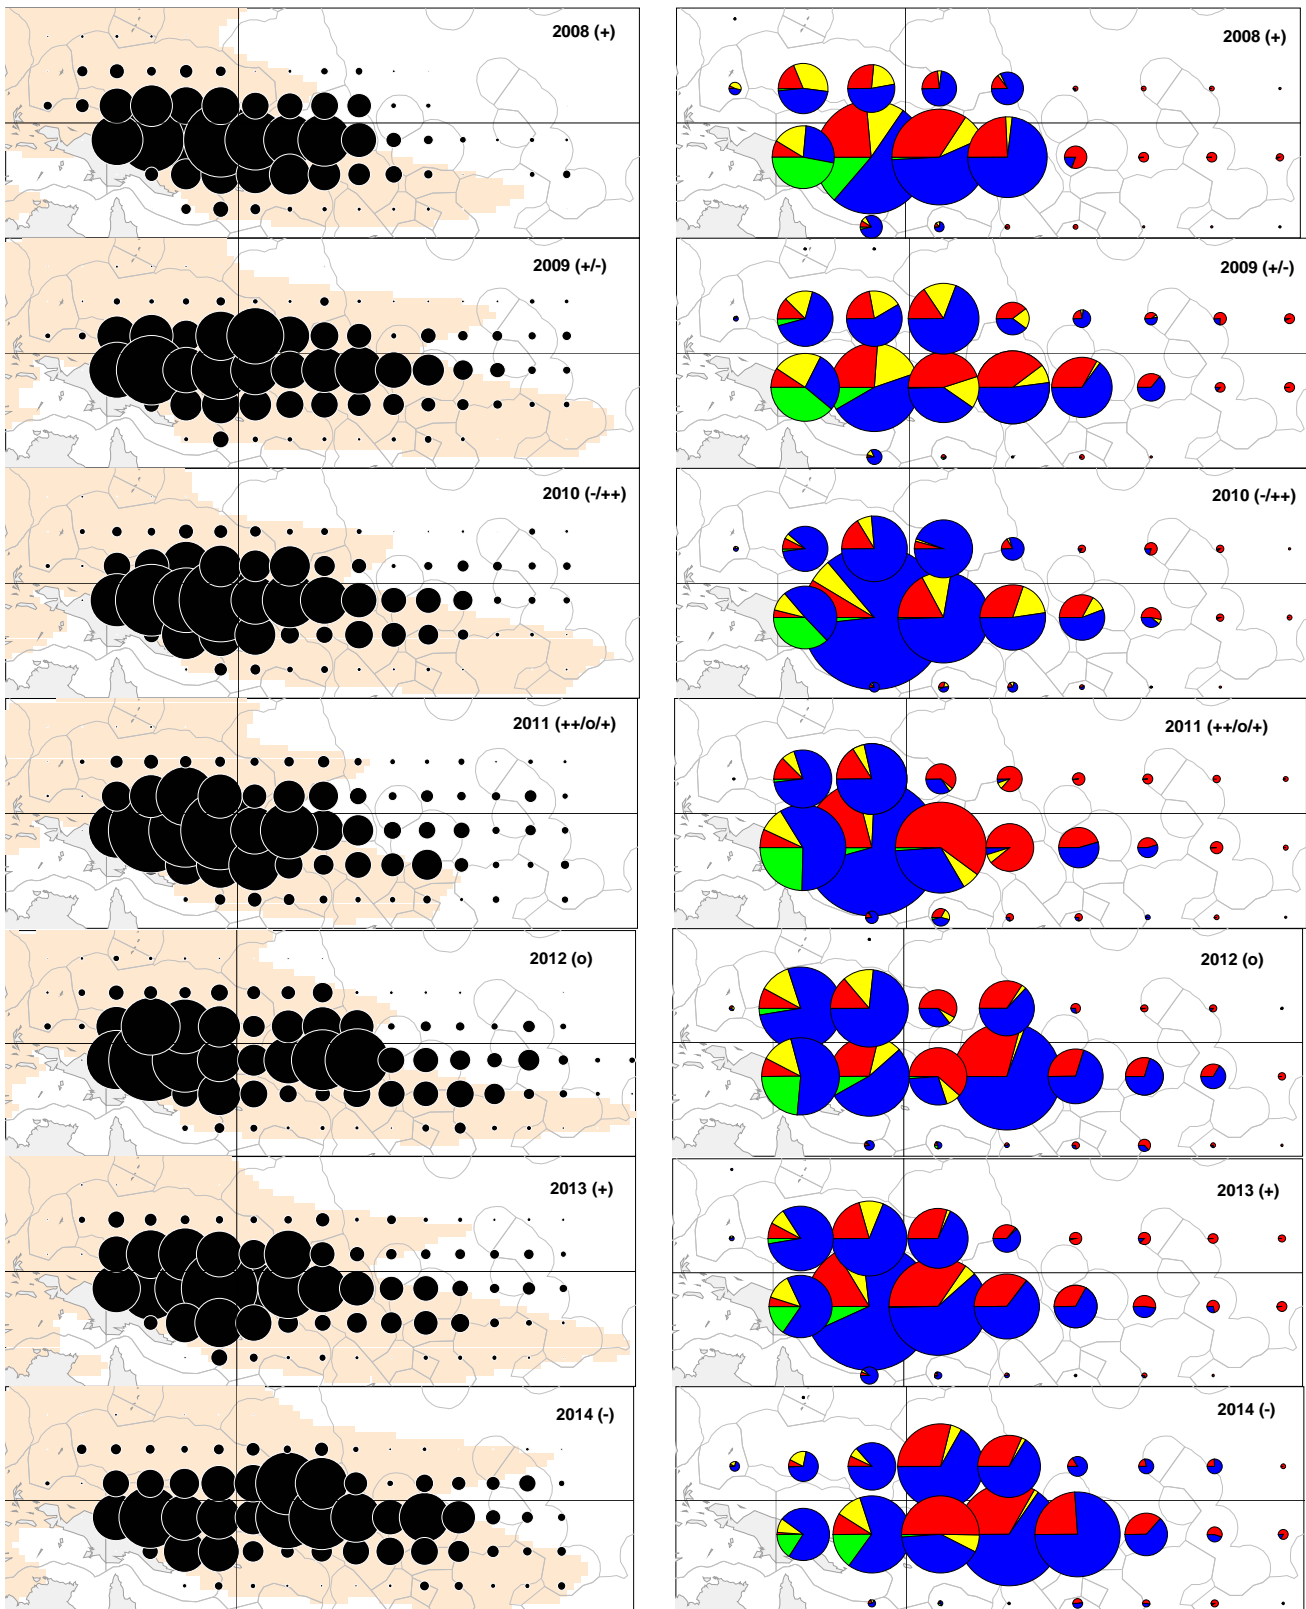 2008 (+)
2008 (+)
2009 (+/-)
2009 (+/-)
2010 (-/++)
2010 (-/++)
2011 (++/o/+)
2011 (++/o/+)
2012 (o)
2012 (o)
2013 (+)
2013 (+)
2014 (-)
2014 (-)